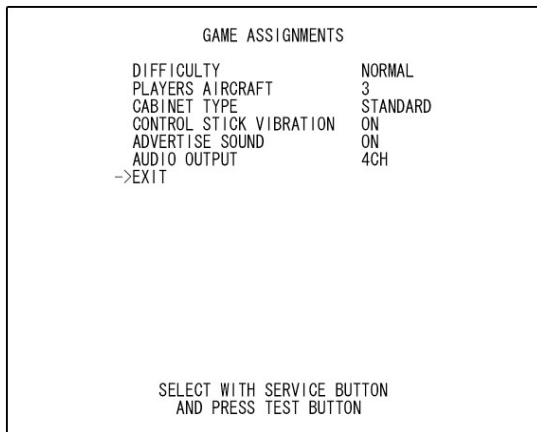 GAME ASSIGNMENTS
DIFFICULTY NORMAL
PLAYERS AIRCRAFT 3
CABINET TYPE STANDARD
CONTROL STICK VIBRATION ON
ADVERTISE SOUND ON
AUDIO OUTPUT 4CH
->EXIT
SELECT WITH SERVICE BUTTON
AND PRESS TEST BUTTON